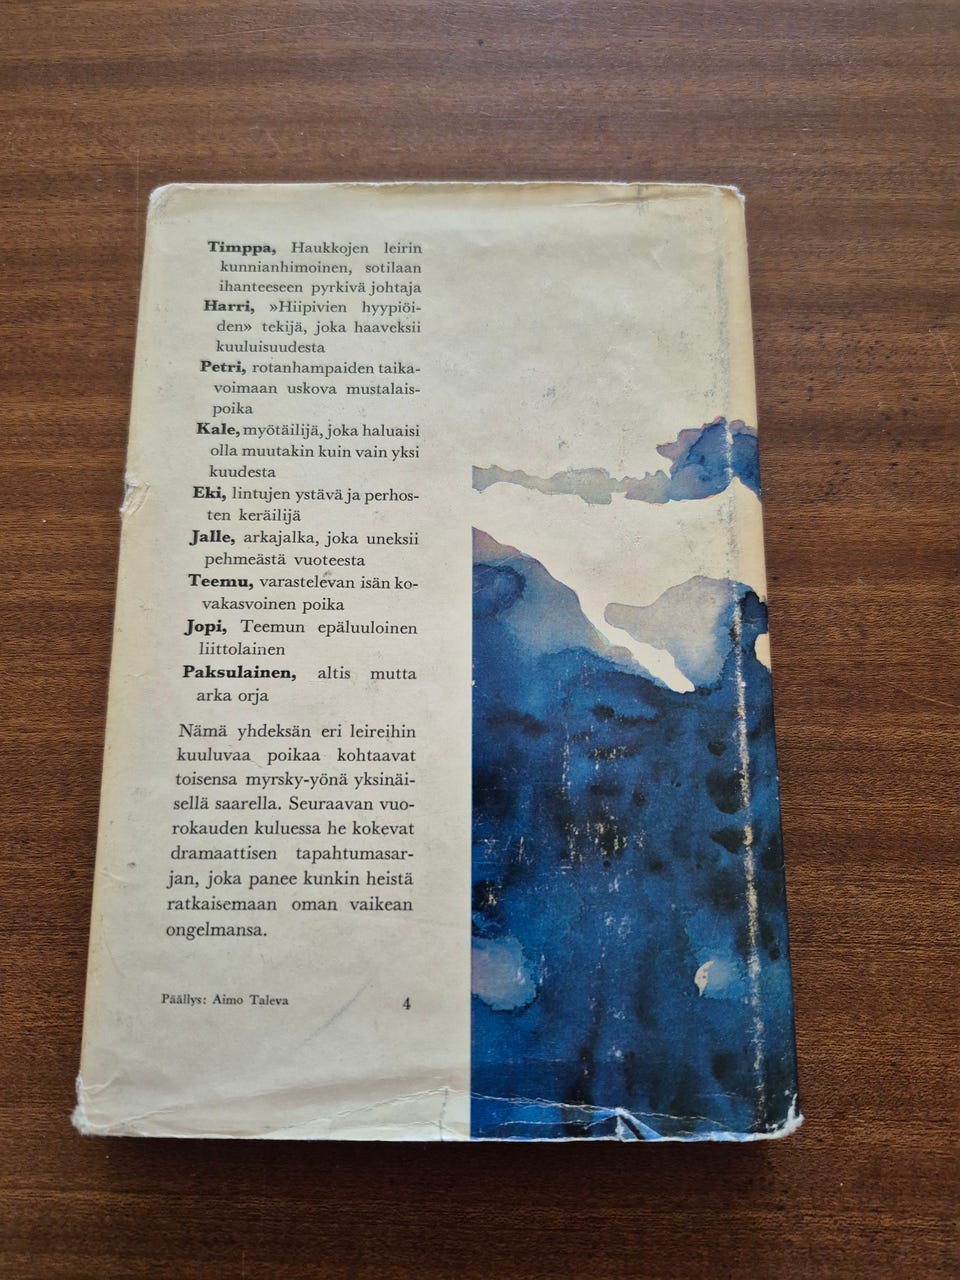 Timppa, Haukkojen leirin
kunnianhimoinen, sotilaan
ihanteeseen pyrkivä johtaja
Harri, »Hiipivien hyypiöi-
den» tekijä, joka haaveksii
kuuluisuudesta
Petri, rotanhampaiden taika-
voimaan uskova mustalais-
poika
Kale, myötäilijä, joka haluaisi
olla muutakin kuin vain yksi
kuudesta
Eki, lintujen ystävä ja perhos-
ten keräilijä
Jalle, arkajalka, joka uneksii
pehmeästä vuoteesta
Teemu, varastelevan isän ko-
vakasvoinen poika
Jopi, Teemun epäluuloinen
liittolainen
Paksulainen, altis mutta
arka orja
Nämä yhdeksän eri leireihin
kuuluvaa poikaa kohtaavat
toisensa myrsky-yönä yksinäi-
sellä saarella. Seuraavan vuo-
rokauden kuluessa he kokevat
dramaattisen tapahtumasar-
jan, joka panee kunkin heistä
ratkaisemaan oman vaikean
ongelmansa.
Päällys: Aimo Taleva 4